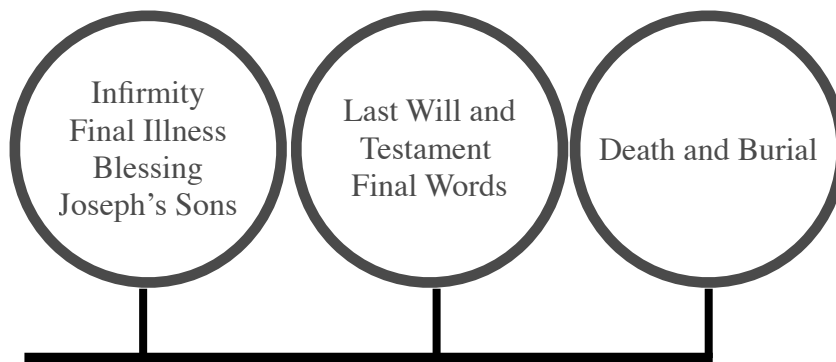 Infirmity
Final Illness
Blessing
Joseph’s Sons
Last Will and
Testament
Final Words
Death and Burial